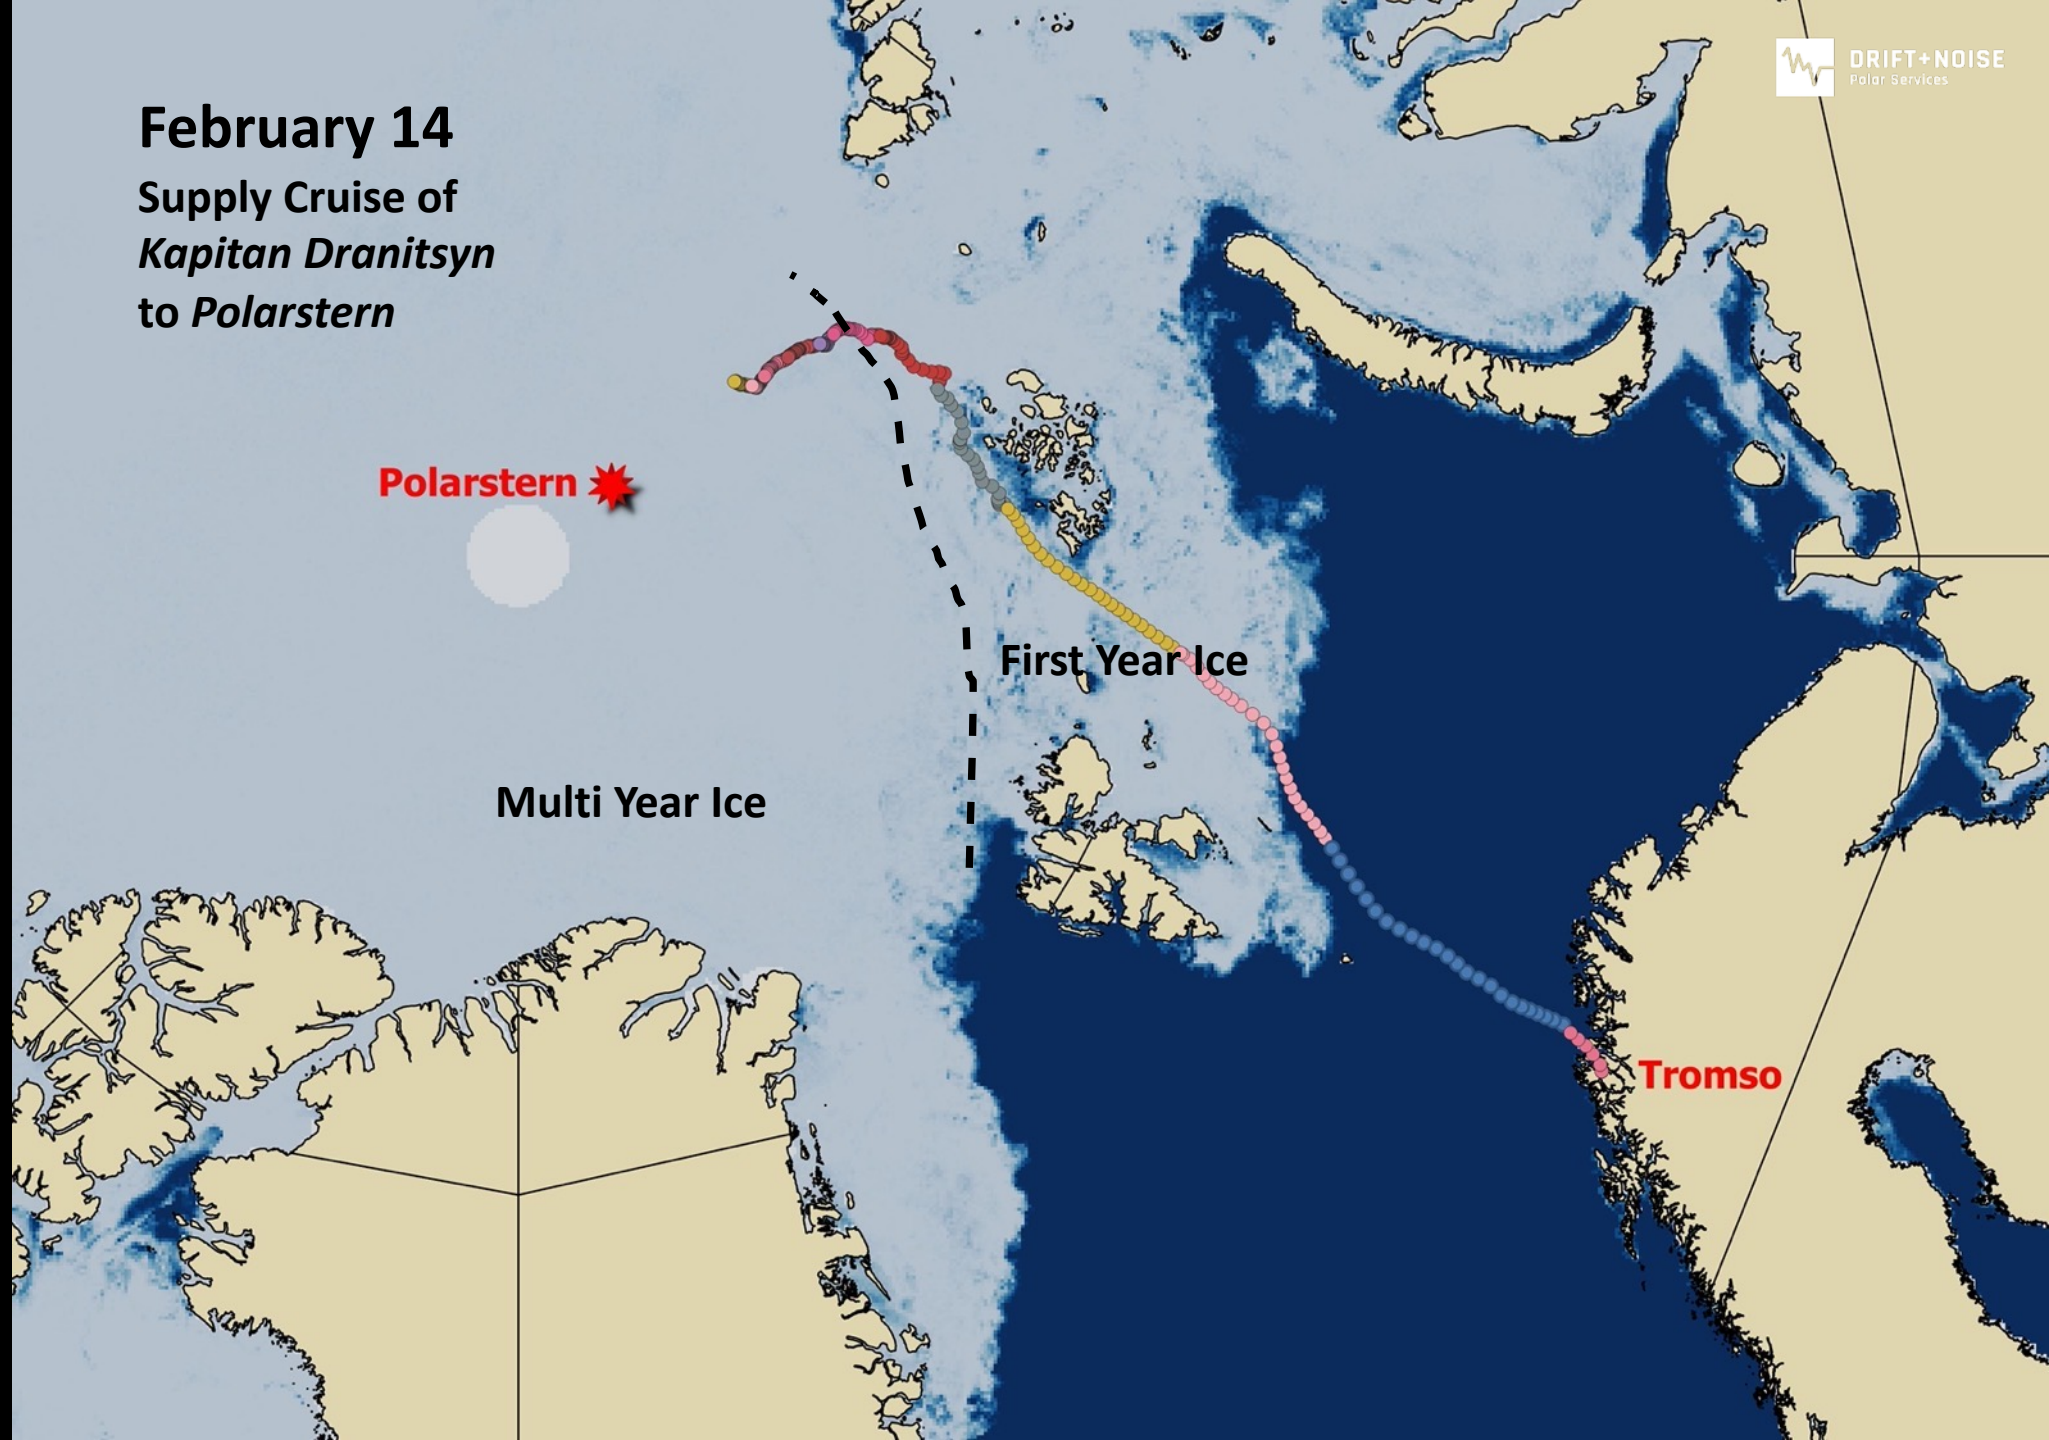 DRIFT+NOISE
Polar Services
February 14
Supply Cruise of
Kapitan Dranitsyn
to Polarstern
Polarstern
First Year Ice
Multi Year Ice
Tromso